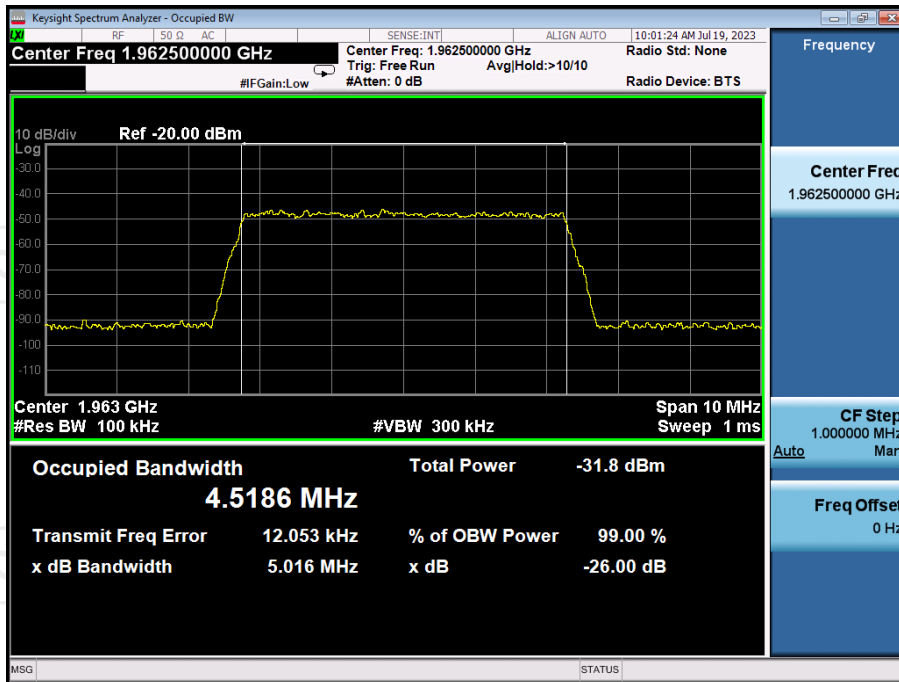 Keysight Spectrum Analyzer - Occupied BW
LXI RF 50 Ω AC SENSE:INT ALIGN AUTO 10:01:24 AM Jul 19, 2023
Center Freq 1.962500000 GHz
Center Freq: 1.962500000 GHz Radio Std: None
Trig: Free Run Avg|Hold:>10/10
#IFGain:Low #Atten: 0 dB Radio Device: BTS
10 dB/div Ref -20.00 dBm
Log
-30.0
-40.0
-50.0
-60.0
-70.0
-80.0
-90.0
-100
-110
Center 1.963 GHz Span 10 MHz
#Res BW 100 kHz #VBW 300 kHz Sweep 1 ms
Occupied Bandwidth Total Power -31.8 dBm
4.5186 MHz
Transmit Freq Error 12.053 kHz % of OBW Power 99.00 %
x dB Bandwidth 5.016 MHz x dB -26.00 dB
MSG STATUS
Frequency
Center Freq
1.962500000 GHz
CF Step
1.000000 MHz
Auto Man
Freq Offset
0 Hz